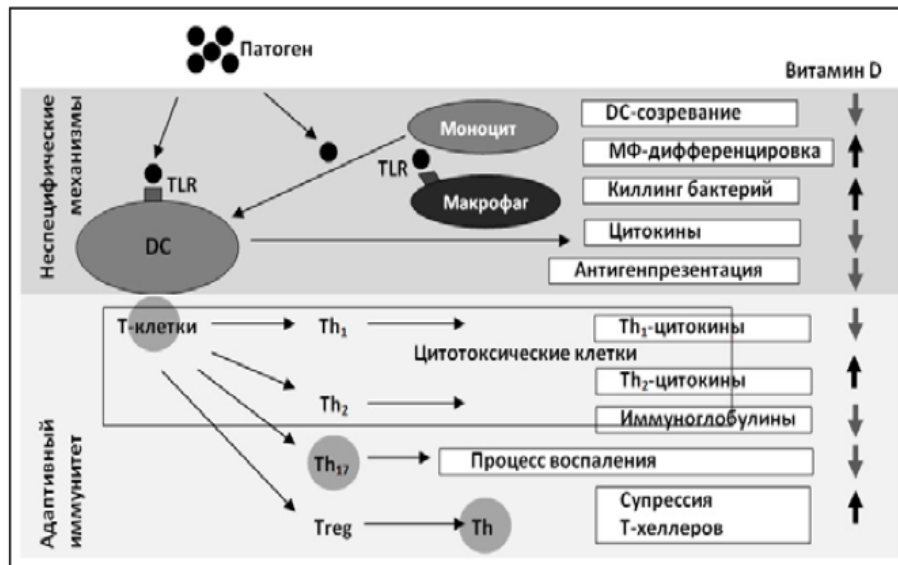 Патоген
Витамин D
Неспецифические
механизмы
Моноцит
DC-созревание
МФ-дифференцировка
TLR
TLR
Макрофаг
Киллинг бактерий
DC
Цитокины
Антигенпрезентация
Адаптивный
иммунитет
Т-клетки
Th1
Th1-цитокины
Цитотоксические клетки
Th2
Th2-цитокины
Иммуноглобулины
Th17
Процесс воспаления
Treg
Th
Супрессия
Т-хеллеров